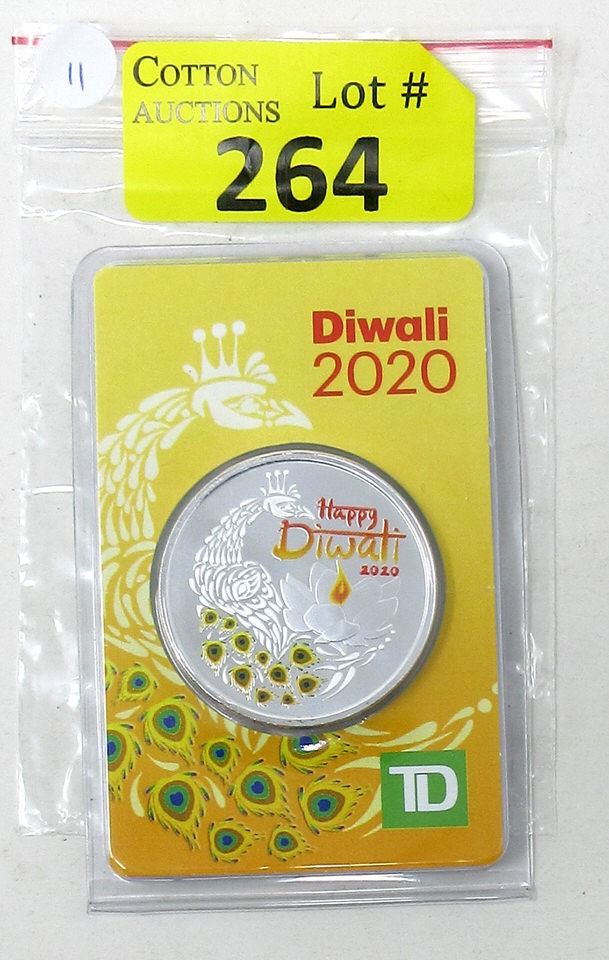 11
COTTON
AUCTIONS
Lot #
264
Diwali
2020
Happy
Diwali
2020
TD